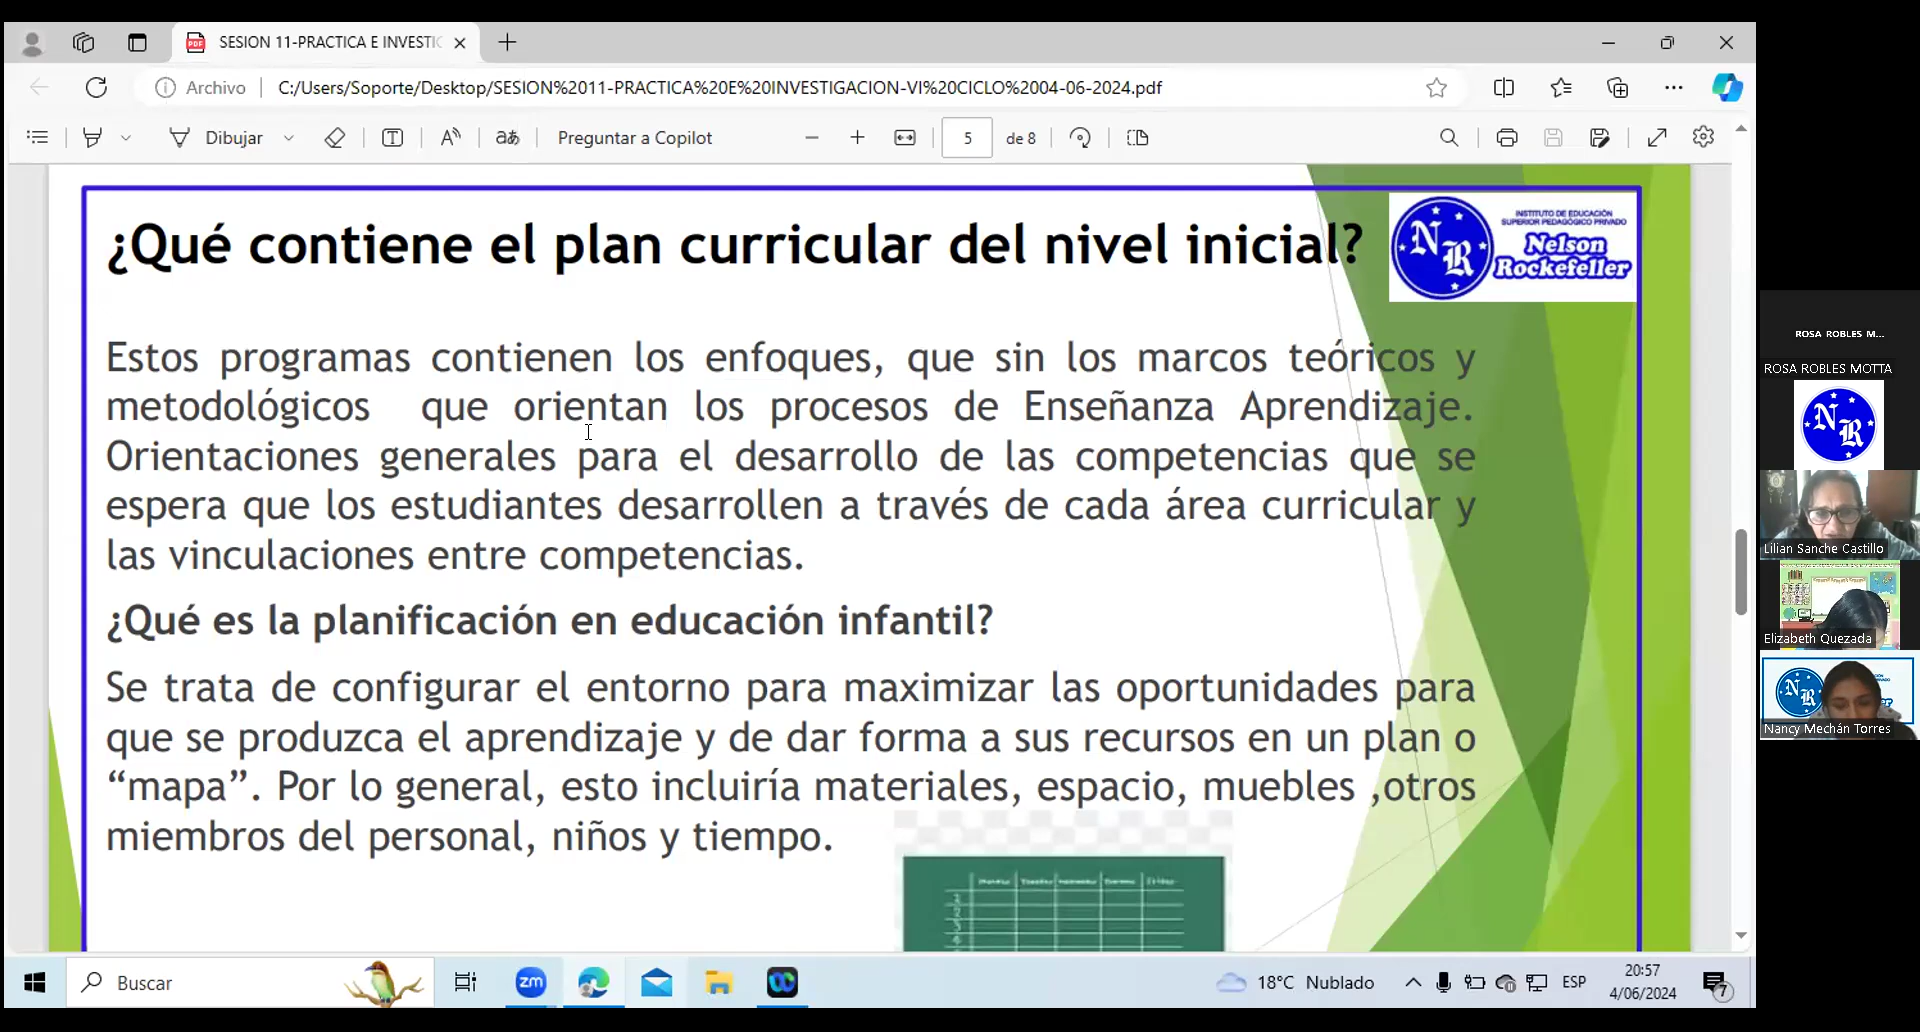 SESION 11-PRACTICA E INVESTIC
Archivo
C:/Users/Soporte/Desktop/SESION%2011-PRACTICA%20E%20INVESTIGACION-VI%20CICLO%2004-06-2024.pdf
Dibujar
Preguntar a Copilot
5
de 8
¿Qué contiene el plan curricular del nivel inicial?
INSTITUTO DE EDUCACIÓN
SUPERIOR PEDAGÓGICO PRIVADO
Nelson
Rockefeller
NR
Estos programas contienen los enfoques, que sin los marcos teóricos y
metodológicos que orientan los procesos de Enseñanza Aprendizaje.
Orientaciones generales para el desarrollo de las competencias que se
espera que los estudiantes desarrollen a través de cada área curricular y
las vinculaciones entre competencias.
¿Qué es la planificación en educación infantil?
Se trata de configurar el entorno para maximizar las oportunidades para
que se produzca el aprendizaje y de dar forma a sus recursos en un plan o
“mapa”. Por lo general, esto incluiría materiales, espacio, muebles ,otros
miembros del personal, niños y tiempo.
ROSA ROBLES M...
ROSA ROBLES MOTTA
NR
Lilian Sanche Castillo
Elizabeth Quezada
NR
Nancy Mechán Torres
Buscar
zm
18°C Nublado
ESP
20:57
4/06/2024
7